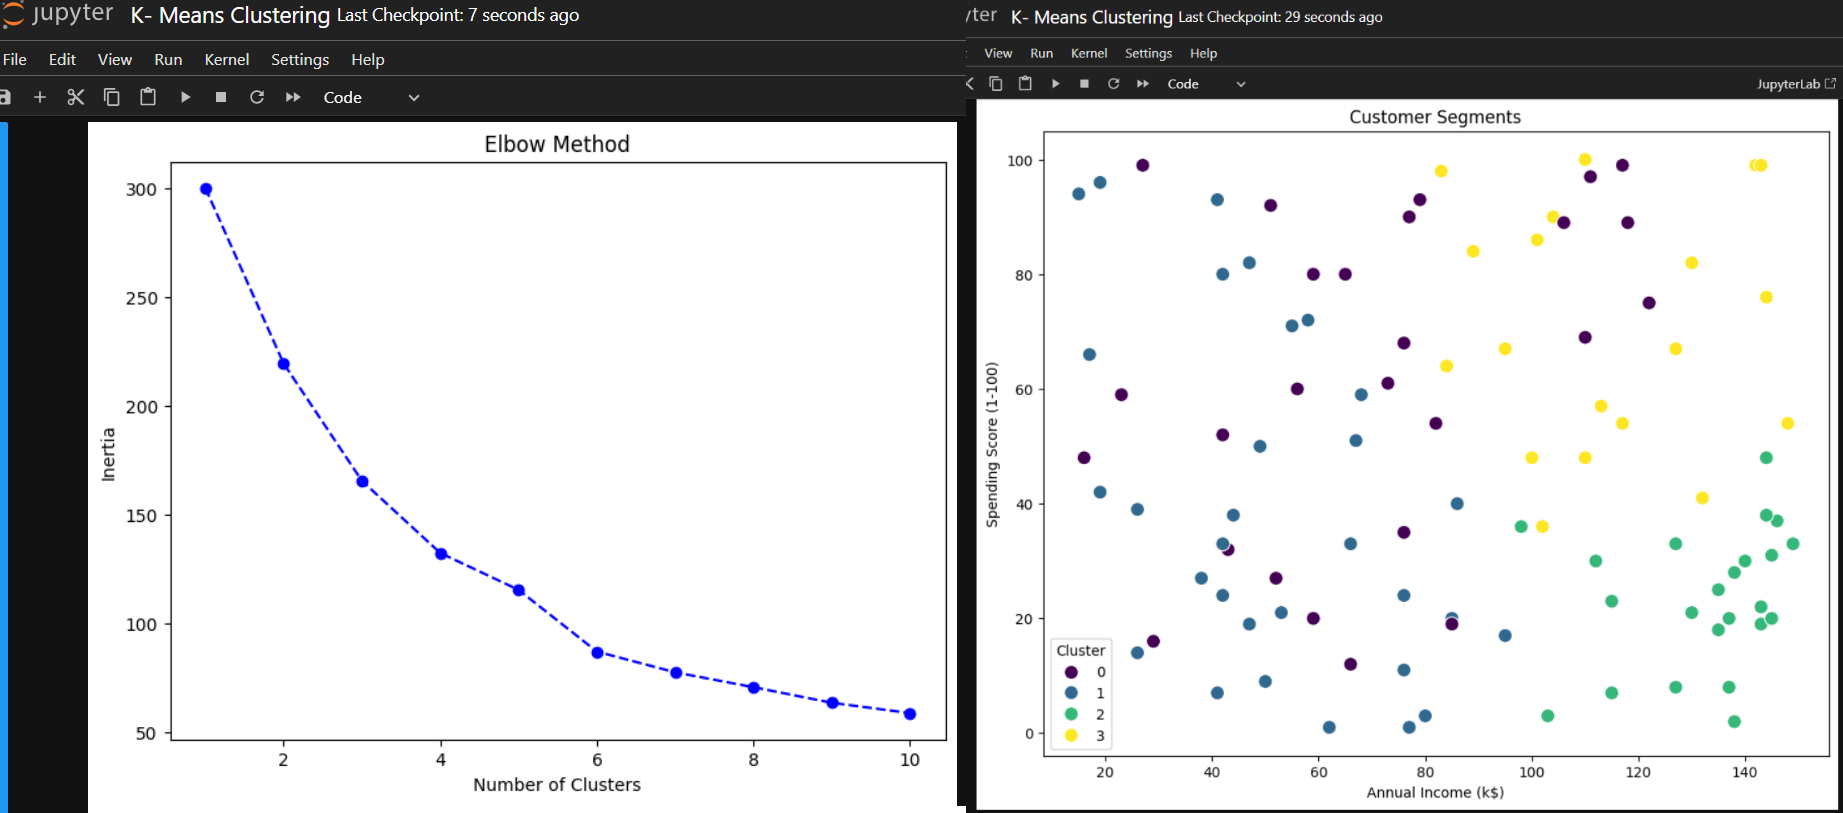 jupyter K- Means Clustering Last Checkpoint: 7 seconds ago
File Edit View Run Kernel Settings Help
Code
Elbow Method
300
250
200
150
100
50
Inertia
2 4 6 8 10
Number of Clusters
yter K- Means Clustering Last Checkpoint: 29 seconds ago
View Run Kernel Settings Help
Code JupyterLab
Customer Segments
100
80
60
40
20
0
Spending Score (1-100)
Cluster
0
1
2
3
20 40 60 80 100 120 140
Annual Income (k$)